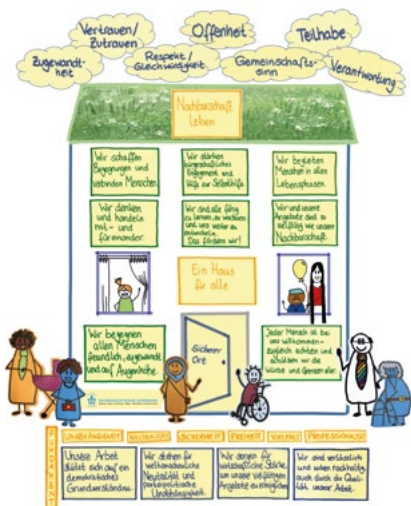 Zugewandt-
heit
Vertrauen/
Zutrauen
Respekt/
Gleichwürdigkeit
Offenheit
Gemeinschafts-
sinn
Teilhabe
Verantwortung
Nachbarschaft
leben
Wir schaffen
Begegnungen und
verbinden Menschen.
Wir stärken
bürgerschaftliches
Engagement und
Hilfe zur Selbsthilfe.
Wir begleiten
Menschen in allen
Lebensphasen.
Wir denken
und handeln
mit- und
füreinander.
Wir sind alle fähig
zu lernen, zu wachsen
und uns weiter zu
entwickeln.
Das fördern wir!
Wir und unsere
Angebote sind so
vielfältig wie unsere
Nachbarschaft.
Ein Haus
für alle
Wir begegnen
allen Menschen
freundlich, zugewandt
und auf Augenhöhe.
Sicherer
Ort
Jeder Mensch ist bei
uns willkommen -
zugleich achten und
schützen wir die
Würde und Grenzen aller.
UNABHÄNGIGKEIT
NEUTRALITÄT
SICHERHEIT
FREIHEIT
VIELFALT
PROFESSIONALITÄT
FUNDAMENT
Unsere Arbeit
stützt sich auf ein
demokratisches
Grundverständnis.
Wir stehen für
weltanschauliche
Neutralität und
parteipolitische
Unabhängigkeit.
Wir sorgen für
wirtschaftliche Stärke,
um unsere vielfältigen
Angebote zu ermöglichen.
Wir sind verlässlich
und wirken nachhaltig,
auch durch die Quali-
tät unserer Arbeit.